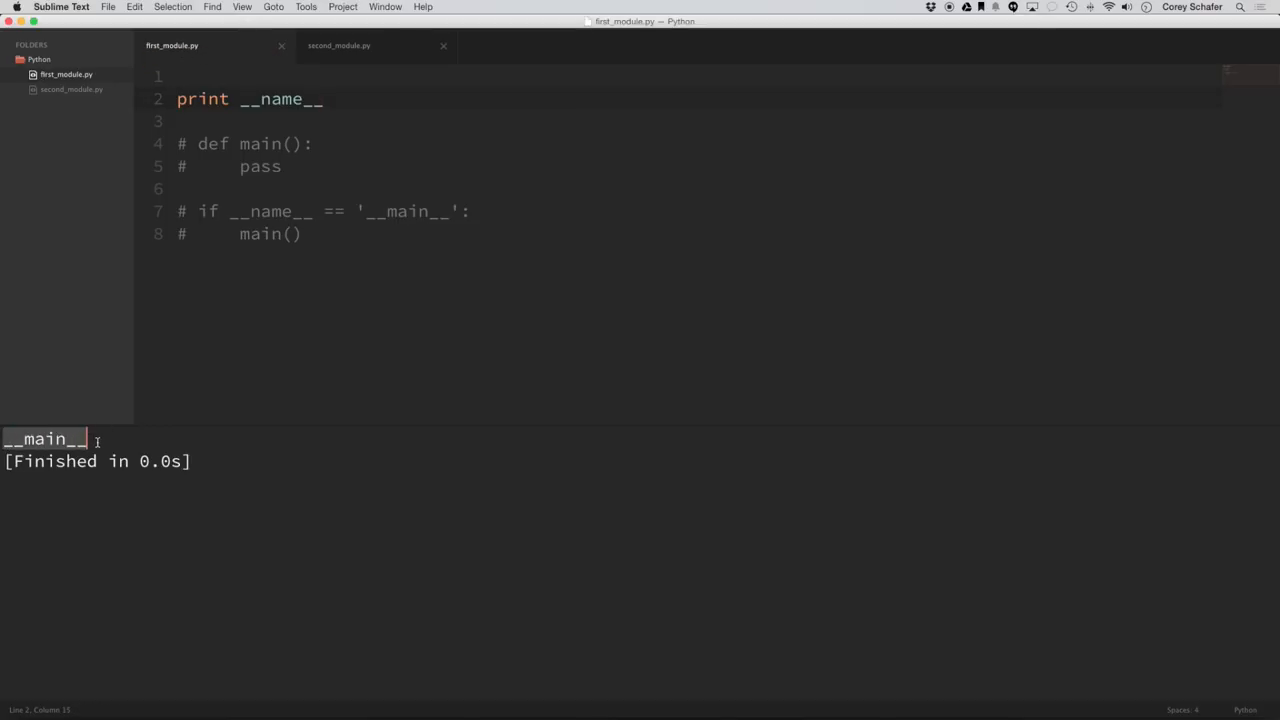 Sublime Text File Edit Selection Find View Goto Tools Project Window Help Corey Schafer
first_module.py — Python
FOLDERS
Python
first_module.py
second_module.py
first_module.py second_module.py
1
2 print __name__
3
4 # def main():
5 #     pass
6
7 # if __name__ == '__main__':
8 #     main()
__main__
[Finished in 0.0s]
Line 2, Column 15 Spaces: 4 Python